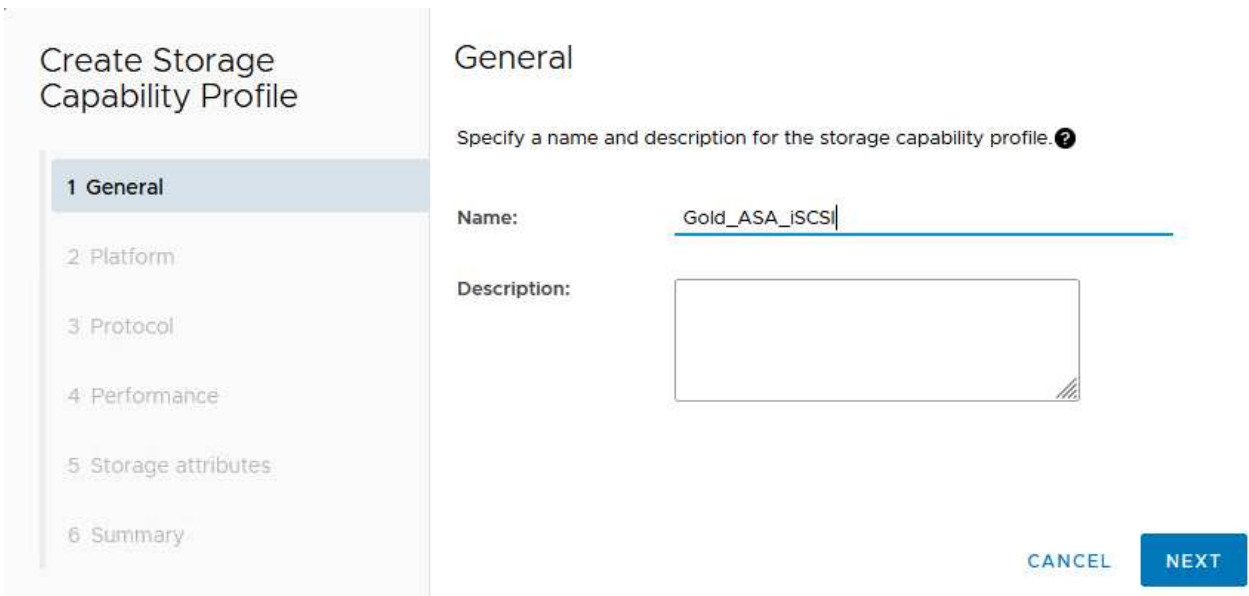 Create Storage
Capability Profile
1 General
2 Platform
3 Protocol
4 Performance
5 Storage attributes
6 Summary
General
Specify a name and description for the storage capability profile.?
Name: Gold_ASA_iSCSI
Description:
CANCEL NEXT